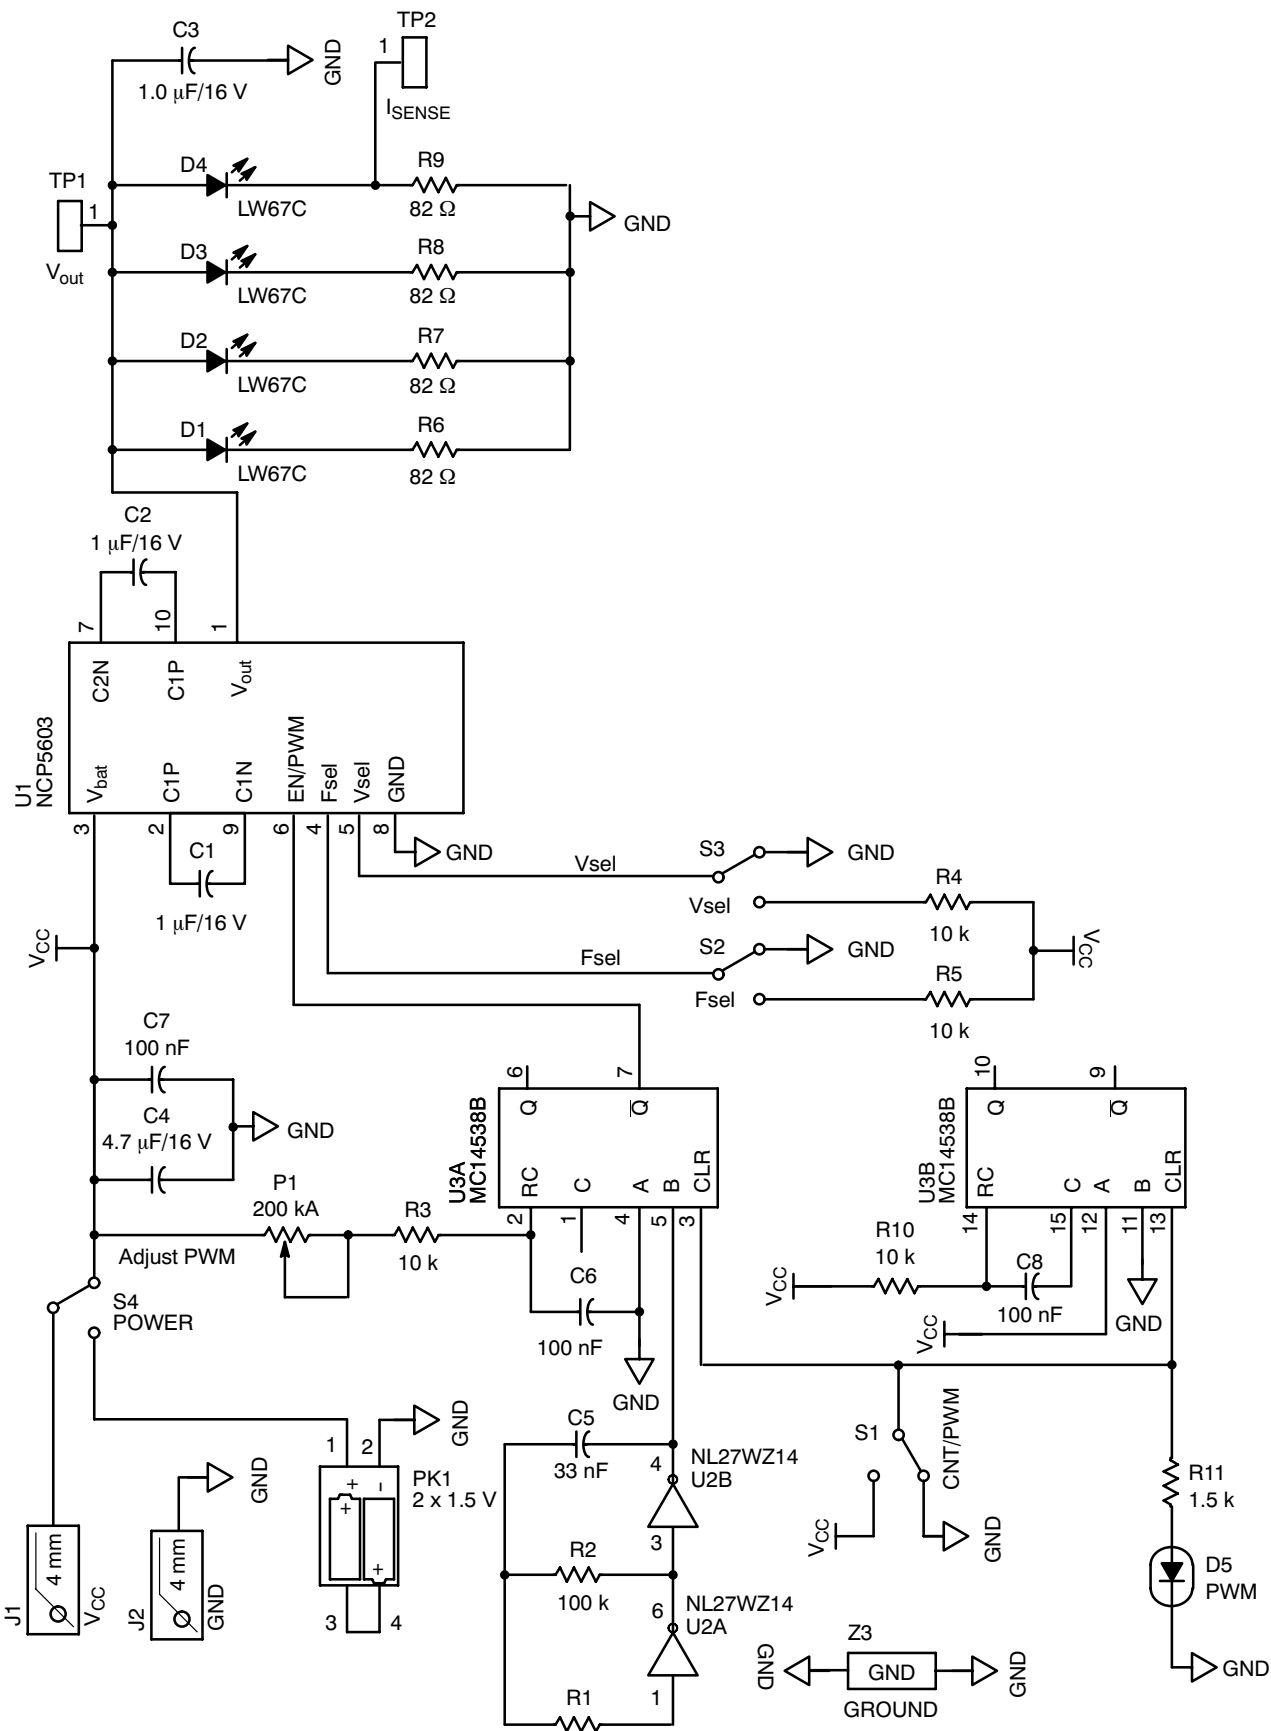 C3
1.0 μF/16 V
GND
TP2
1
ISENSE
TP1
1
Vout
D4
LW67C
R9
82 Ω
GND
D3
LW67C
R8
82 Ω
D2
LW67C
R7
82 Ω
D1
LW67C
R6
82 Ω
C2
1 μF/16 V
7
10
1
C2N
C1P
Vout
U1
NCP5603
Vbat
C1P
C1N
EN/PWM
Fsel
Vsel
GND
3
2
9
6
4
5
8
C1
1 μF/16 V
GND
Vsel
S3
GND
Vsel
R4
10 k
VCC
Fsel
S2
GND
Fsel
R5
10 k
VCC
C7
100 nF
C4
4.7 μF/16 V
GND
P1
200 kA
Adjust PWM
R3
10 k
S4
POWER
6
7
Q
Q
U3A
MC14538B
RC
C
A
B
CLR
2
1
4
5
3
C6
100 nF
GND
10
9
Q
Q
U3B
MC14538B
RC
C
A
B
CLR
14
15
12
11
13
R10
10 k
VCC
C8
100 nF
VCC
GND
S1
CNT/PWM
VCC
GND
R11
1.5 k
D5
PWM
GND
1
2
GND
PK1
2 x 1.5 V
+
-
+
+
3
4
J1
4 mm
VCC
J2
4 mm
GND
GND
C5
33 nF
4
NL27WZ14
U2B
3
R2
100 k
6
NL27WZ14
U2A
1
R1
Z3
GND
GND
GND
GROUND